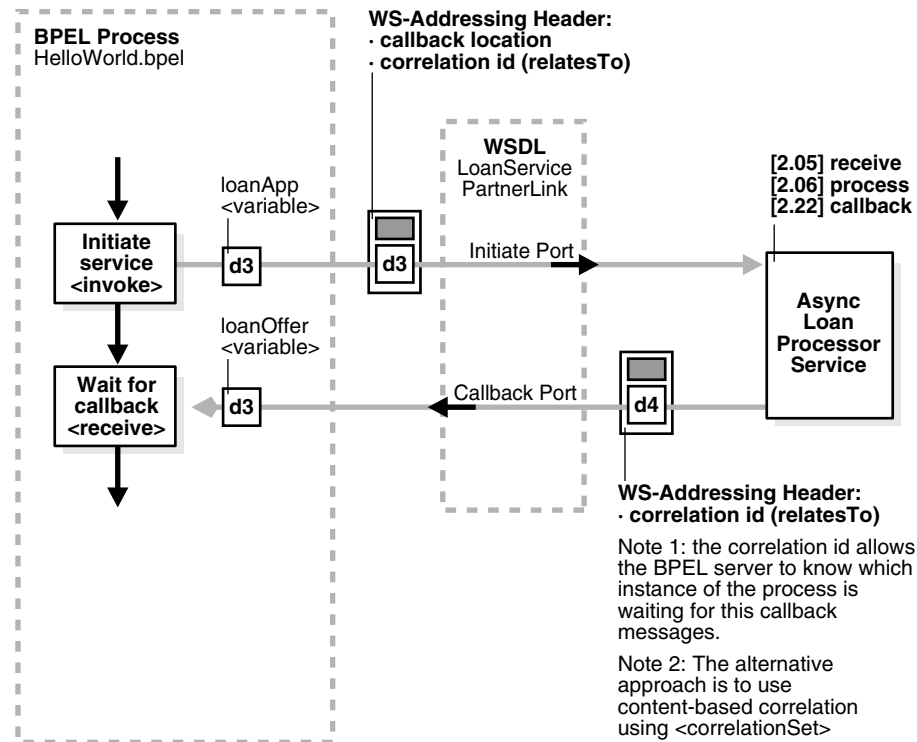 BPEL Process
HelloWorld.bpel
WS-Addressing Header:
· callback location
· correlation id (relatesTo)
WSDL
LoanService
PartnerLink
[2.05] receive
[2.06] process
[2.22] callback
loanApp
<variable>
Initiate
service
<invoke>
d3
d3
Initiate Port
Async
Loan
Processor
Service
loanOffer
<variable>
Wait for
callback
<receive>
d3
Callback Port
d4
WS-Addressing Header:
· correlation id (relatesTo)
Note 1: the correlation id allows
the BPEL server to know which
instance of the process is
waiting for this callback
messages.
Note 2: The alternative
approach is to use
content-based correlation
using <correlationSet>